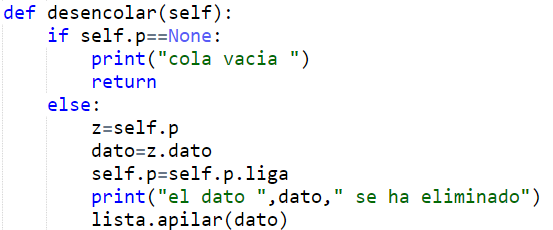 def desencolar(self):
    if self.p==None:
        print("cola vacia ")
        return
    else:
        z=self.p
        dato=z.dato
        self.p=self.p.liga
        print("el dato ",dato," se ha eliminado")
        lista.apilar(dato)